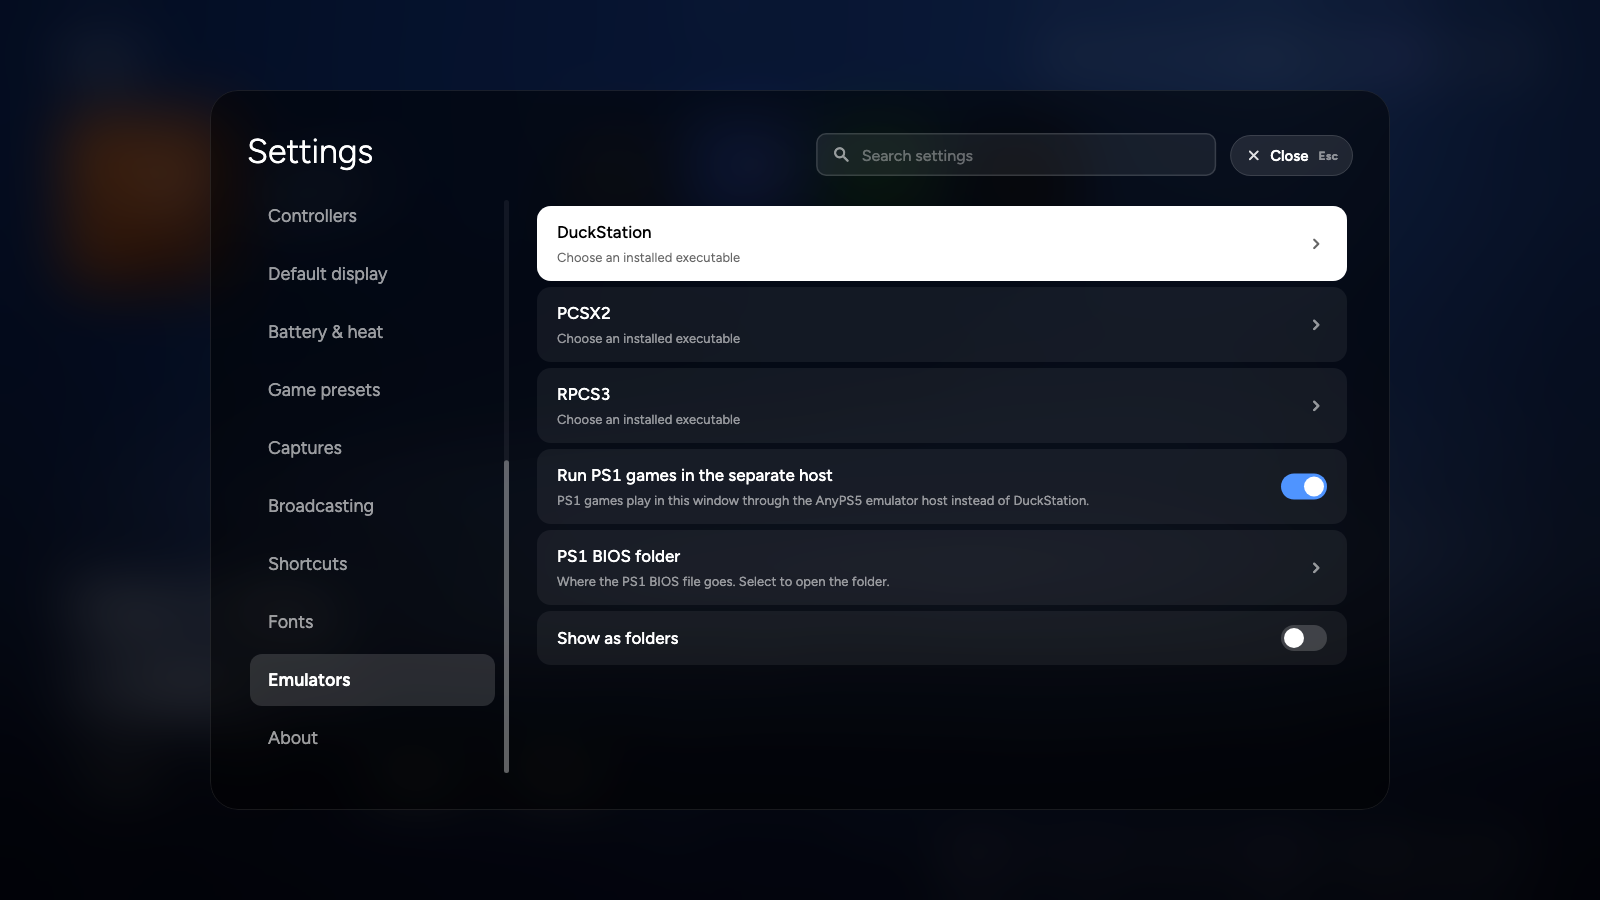 Settings
Search settings
Close Esc
Controllers
Default display
Battery & heat
Game presets
Captures
Broadcasting
Shortcuts
Fonts
Emulators
About
DuckStation
Choose an installed executable
PCSX2
Choose an installed executable
RPCS3
Choose an installed executable
Run PS1 games in the separate host
PS1 games play in this window through the AnyPS5 emulator host instead of DuckStation.
PS1 BIOS folder
Where the PS1 BIOS file goes. Select to open the folder.
Show as folders